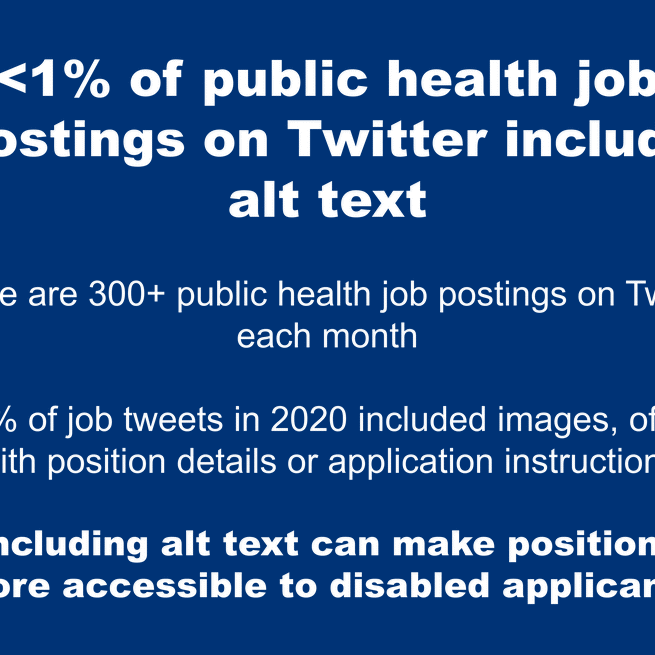 <1% of public health job
ostings on Twitter includ
alt text
e are 300+ public health job postings on Tw
each month
% of job tweets in 2020 included images, of
ith position details or application instruction
ncluding alt text can make position
ore accessible to disabled applican